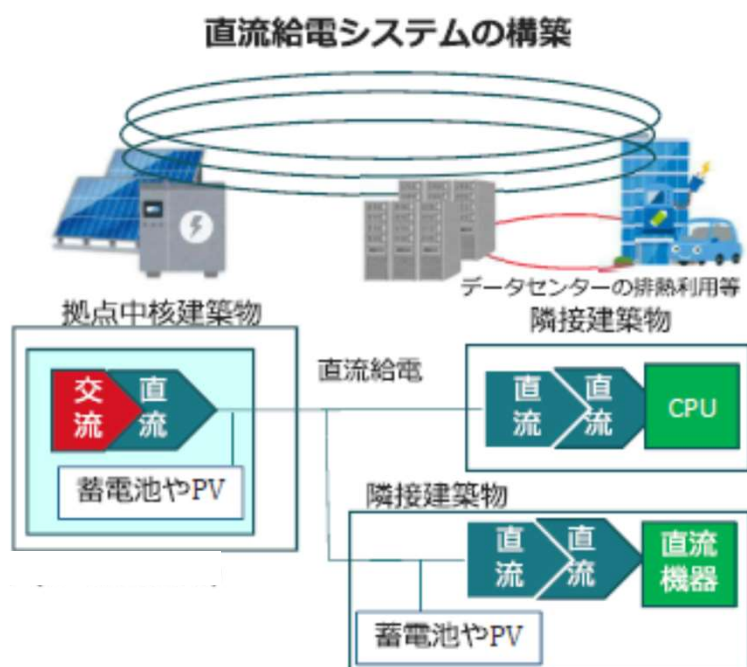 直流給電システムの構築
データセンターの排熱利用等
拠点中核建築物
隣接建築物
直流給電
交流
直流
蓄電池やPV
直流
直流
CPU
隣接建築物
直流
直流
直流機器
蓄電池やPV